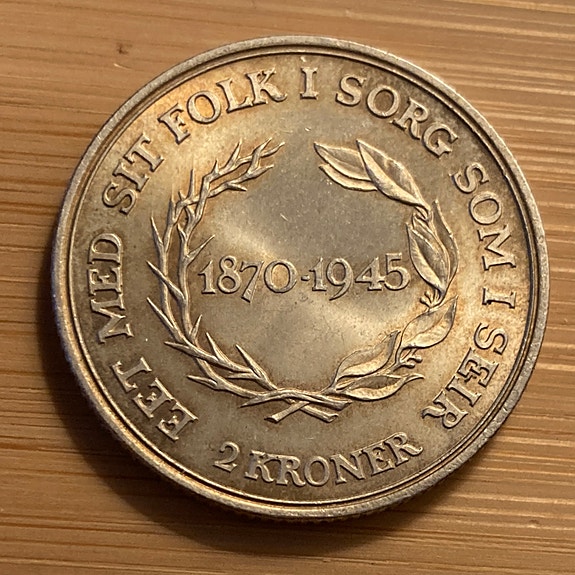 EET MED SIT FOLK I SORG SOM I SEIR
1870-1945
2 KRONER